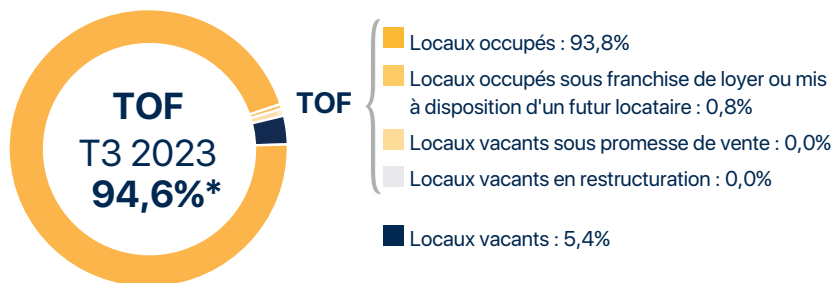 TOF
T3 2023
94,6%*
TOF
Locaux occupés : 93,8%
Locaux occupés sous franchise de loyer ou mis
à disposition d'un futur locataire : 0,8%
Locaux vacants sous promesse de vente : 0,0%
Locaux vacants en restructuration : 0,0%
Locaux vacants : 5,4%